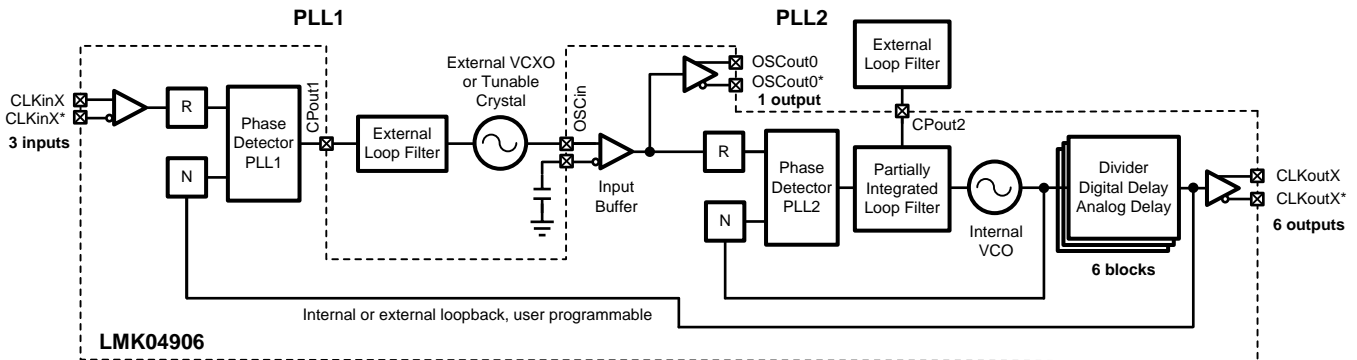 PLL1
PLL2
External VCXO
or Tunable
Crystal
External
Loop Filter
OSCout0
OSCout0*
1 output
CLKinX
CLKinX*
3 inputs
R
N
Phase
Detector
PLL1
CPout1
External
Loop Filter
OSCin
Input
Buffer
R
N
Phase
Detector
PLL2
CPout2
Partially
Integrated
Loop Filter
Internal
VCO
Divider
Digital Delay
Analog Delay
6 blocks
CLKoutX
CLKoutX*
6 outputs
Internal or external loopback, user programmable
LMK04906